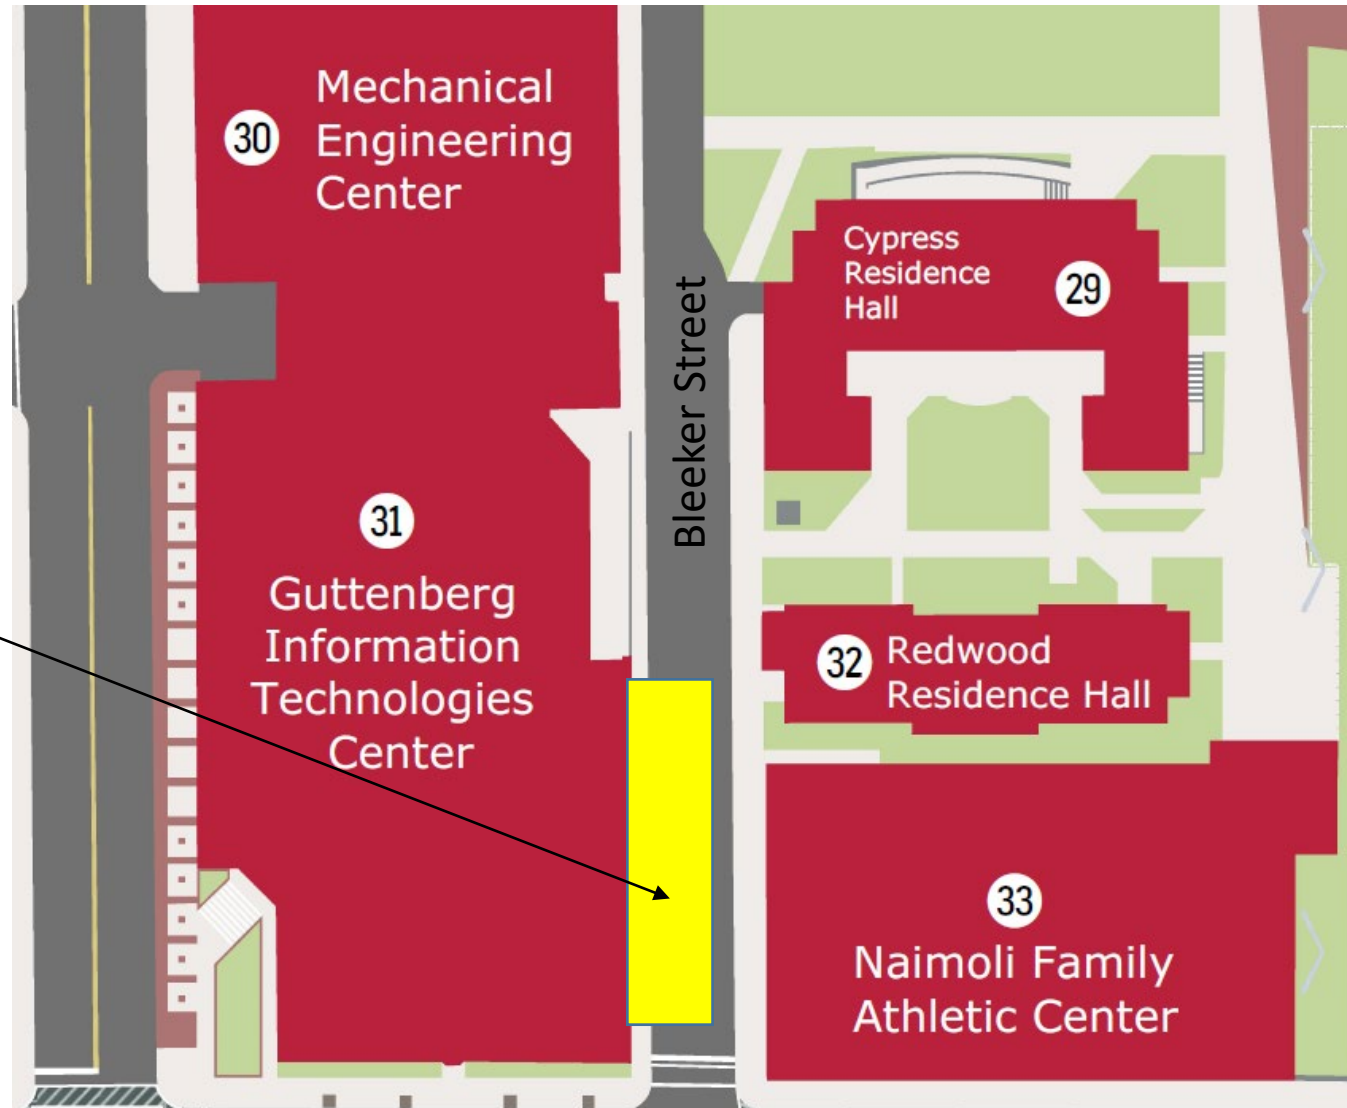 30
Mechanical
Engineering
Center
Cypress
Residence
Hall
29
Bleeker Street
31
Guttenberg
Information
Technologies
Center
32
Redwood
Residence Hall
33
Naimoli Family
Athletic Center